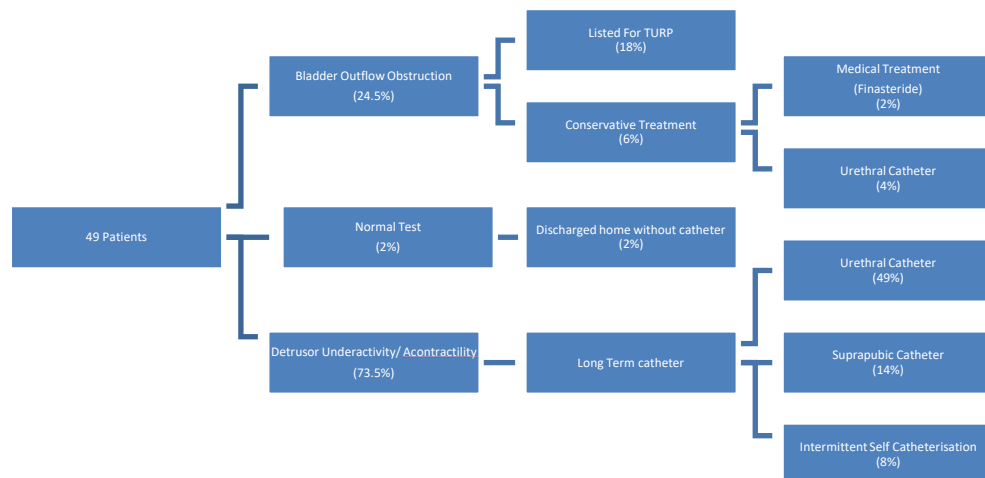 49 Patients
Bladder Outflow Obstruction
(24.5%)
Listed For TURP
(18%)
Conservative Treatment
(6%)
Medical Treatment
(Finasteride)
(2%)
Urethral Catheter
(4%)
Normal Test
(2%)
Discharged home without catheter
(2%)
Detrusor Underactivity/ Acontractility
(73.5%)
Long Term catheter
Urethral Catheter
(49%)
Suprapubic Catheter
(14%)
Intermittent Self Catheterisation
(8%)